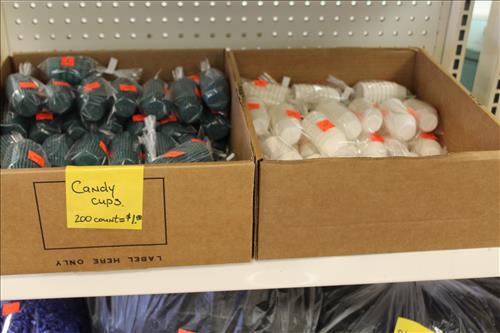 Candy
cups.
200 count = $1.00
LABEL HERE ONLY